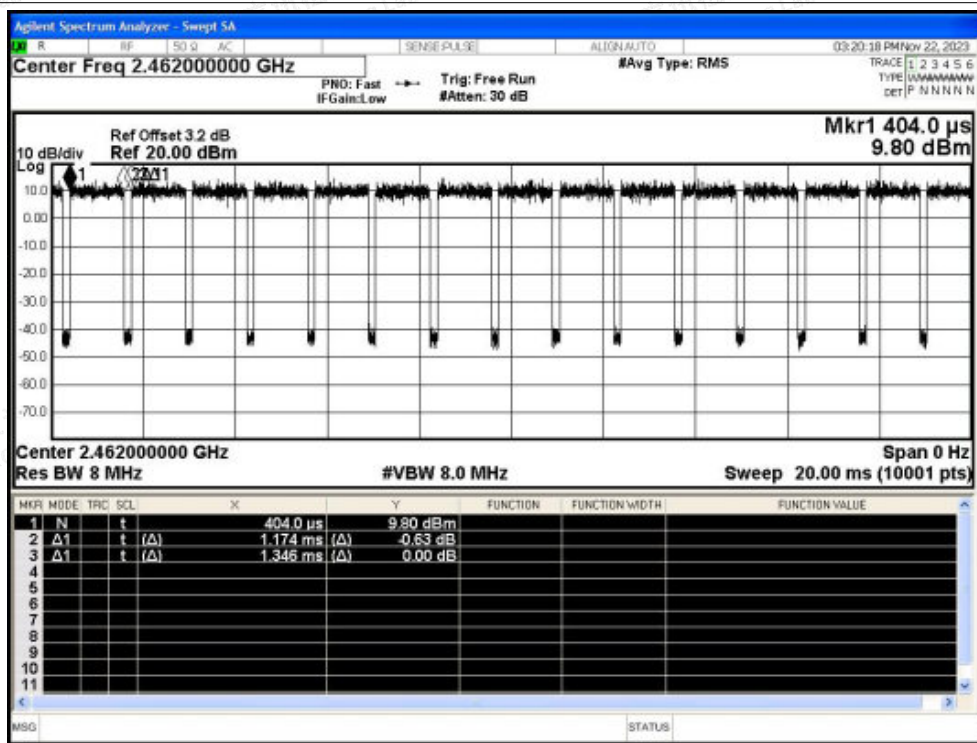 Agilent Spectrum Analyzer - Swept SA
R RF 50 Ω AC SENSE:PULSE ALIGNAUTO 03:20:18 PM Nov 22, 2023
Center Freq 2.462000000 GHz #Avg Type: RMS TRACE 1 2 3 4 5 6
PNO: Fast Trig: Free Run TYPE
IFGain:Low #Atten: 30 dB DET P N N N N N
Ref Offset 3.2 dB Mkr1 404.0 µs
10 dB/div Ref 20.00 dBm 9.80 dBm
Log
10.0
0.00
-10.0
-20.0
-30.0
-40.0
-50.0
-60.0
-70.0
Center 2.462000000 GHz Span 0 Hz
Res BW 8 MHz #VBW 8.0 MHz Sweep 20.00 ms (10001 pts)
MKR MODE TRC SCL X Y FUNCTION FUNCTION WIDTH FUNCTION VALUE
1 N t 404.0 µs 9.80 dBm
2 Δ1 t (Δ) 1.174 ms (Δ) -0.63 dB
3 Δ1 t (Δ) 1.346 ms (Δ) 0.00 dB
4
5
6
7
8
9
10
11
MSG STATUS